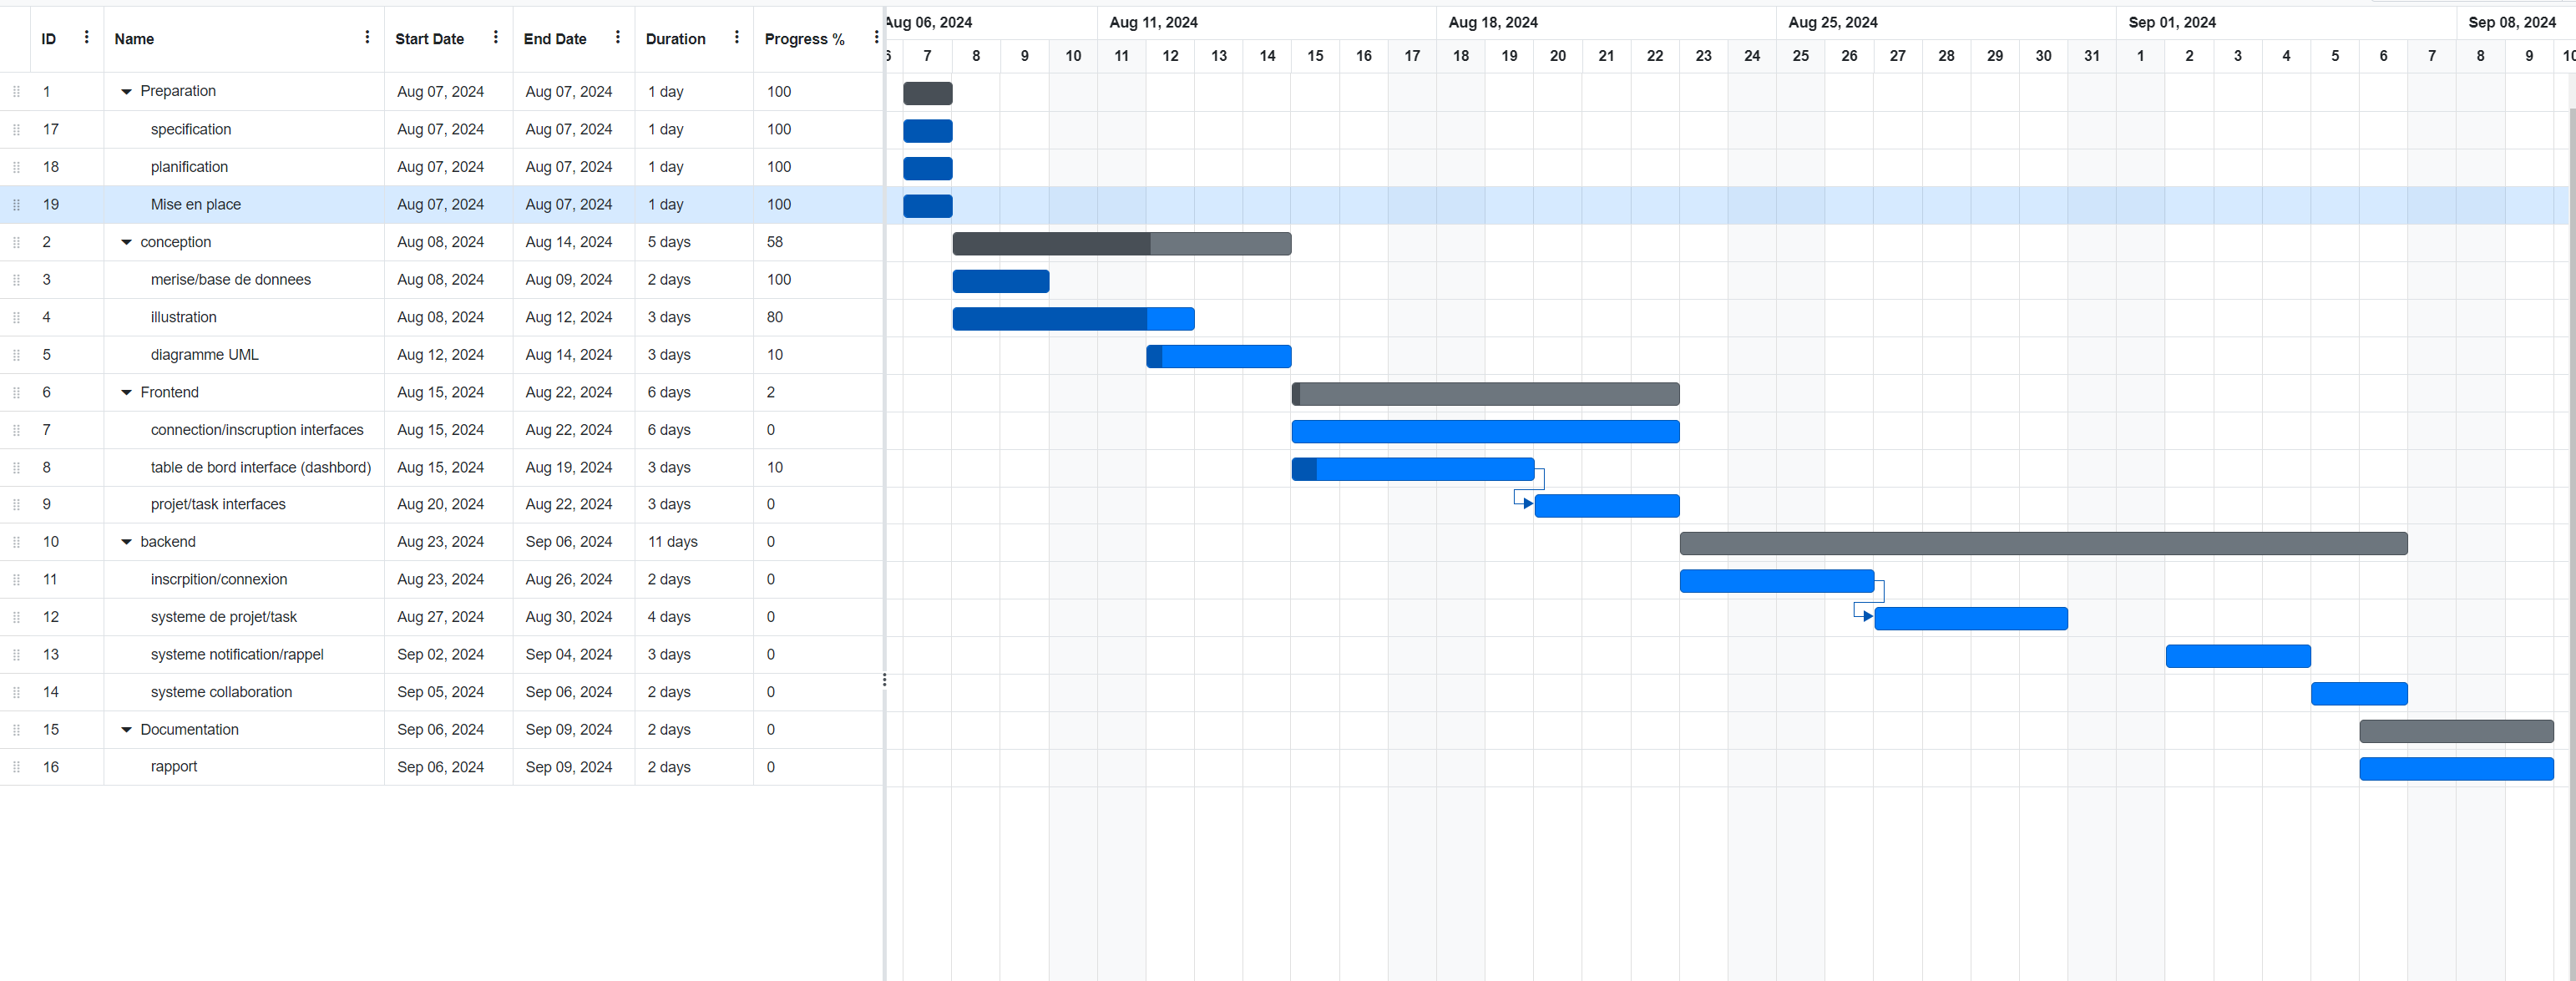 ID Name Start Date End Date Duration Progress %
Aug 06, 2024 Aug 11, 2024 Aug 18, 2024 Aug 25, 2024 Sep 01, 2024 Sep 08, 2024
6 7 8 9 10 11 12 13 14 15 16 17 18 19 20 21 22 23 24 25 26 27 28 29 30 31 1 2 3 4 5 6 7 8 9 10
1 Preparation Aug 07, 2024 Aug 07, 2024 1 day 100
17 specification Aug 07, 2024 Aug 07, 2024 1 day 100
18 planification Aug 07, 2024 Aug 07, 2024 1 day 100
19 Mise en place Aug 07, 2024 Aug 07, 2024 1 day 100
2 conception Aug 08, 2024 Aug 14, 2024 5 days 58
3 merise/base de donnees Aug 08, 2024 Aug 09, 2024 2 days 100
4 illustration Aug 08, 2024 Aug 12, 2024 3 days 80
5 diagramme UML Aug 12, 2024 Aug 14, 2024 3 days 10
6 Frontend Aug 15, 2024 Aug 22, 2024 6 days 2
7 connection/inscruption interfaces Aug 15, 2024 Aug 22, 2024 6 days 0
8 table de bord interface (dashbord) Aug 15, 2024 Aug 19, 2024 3 days 10
9 projet/task interfaces Aug 20, 2024 Aug 22, 2024 3 days 0
10 backend Aug 23, 2024 Sep 06, 2024 11 days 0
11 inscrpition/connexion Aug 23, 2024 Aug 26, 2024 2 days 0
12 systeme de projet/task Aug 27, 2024 Aug 30, 2024 4 days 0
13 systeme notification/rappel Sep 02, 2024 Sep 04, 2024 3 days 0
14 systeme collaboration Sep 05, 2024 Sep 06, 2024 2 days 0
15 Documentation Sep 06, 2024 Sep 09, 2024 2 days 0
16 rapport Sep 06, 2024 Sep 09, 2024 2 days 0